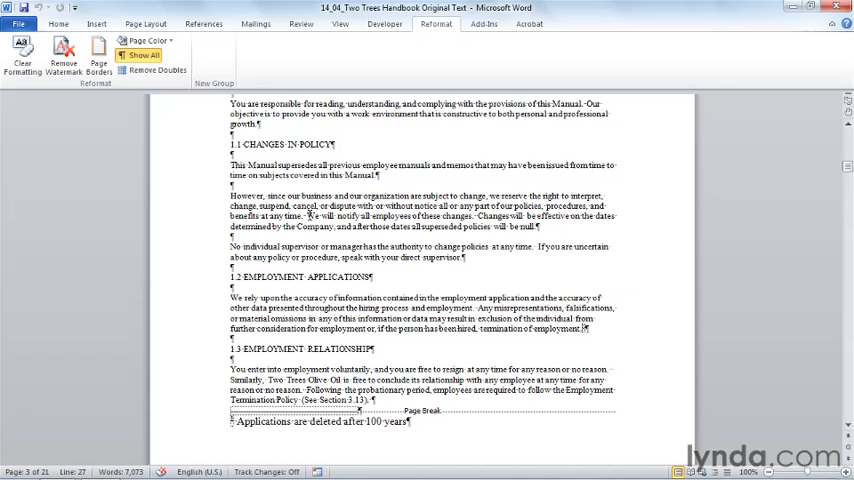 14_04_Two Trees Handbook Original Text - Microsoft Word
File Home Insert Page Layout References Mailings Review View Developer Reformat Add-Ins Acrobat
Clear Formatting
Remove Watermark
Page Borders
Page Color
Show All
Remove Doubles
Reformat
New Group
You are responsible for reading, understanding, and complying with the provisions of this Manual. Our
objective is to provide you with a work environment that is constructive to both personal and professional
growth.¶
¶
1.1 CHANGES IN POLICY¶
¶
This Manual supersedes all previous employee manuals and memos that may have been issued from time to
time on subjects covered in this Manual.¶
¶
However, since our business and our organization are subject to change, we reserve the right to interpret,
change, suspend, cancel, or dispute with or without notice all or any part of our policies, procedures, and
benefits at any time. We will notify all employees of these changes. Changes will be effective on the dates
determined by the Company, and after those dates all superseded policies will be null.¶
¶
No individual supervisor or manager has the authority to change policies at any time. If you are uncertain
about any policy or procedure, speak with your direct supervisor.¶
¶
1.2 EMPLOYMENT APPLICATIONS¶
¶
We rely upon the accuracy of information contained in the employment application and the accuracy of
other data presented throughout the hiring process and employment. Any misrepresentations, falsifications,
or material omissions in any of this information or data may result in exclusion of the individual from
further consideration for employment or, if the person has been hired, termination of employment.¶
¶
1.3 EMPLOYMENT RELATIONSHIP¶
¶
You enter into employment voluntarily, and you are free to resign at any time for any reason or no reason.
Similarly, Two Trees Olive Oil is free to conclude its relationship with any employee at any time for any
reason or no reason. Following the probationary period, employees are required to follow the Employment
Termination Policy (See Section 3.13).¶
¶ Page Break
Applications are deleted after 100 years¶
lynda.com
Page: 3 of 21 Line: 27 Words: 7,073 English (U.S.) Track Changes: Off 100%